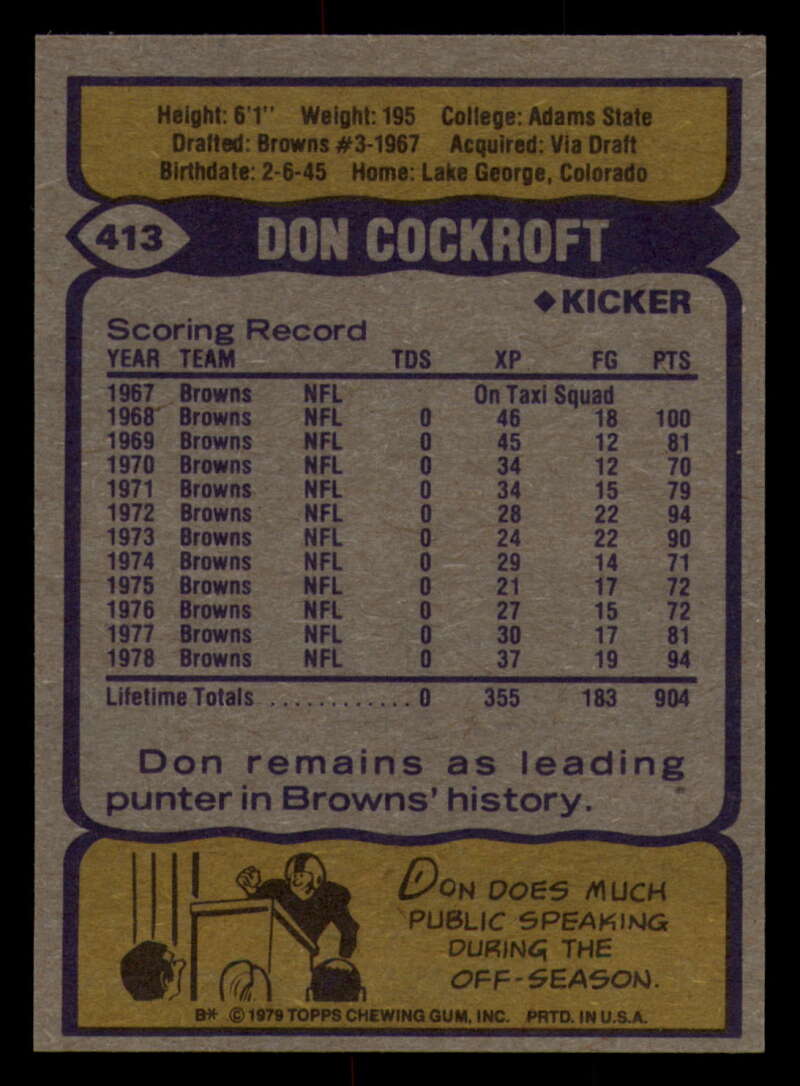 Height: 6'1" Weight: 195 College: Adams State
Drafted: Browns #3-1967 Acquired: Via Draft
Birthdate: 2-6-45 Home: Lake George, Colorado
413 DON COCKROFT
◆KICKER
Scoring Record
YEAR TEAM TDS XP FG PTS
1967 Browns NFL On Taxi Squad
1968 Browns NFL 0 46 18 100
1969 Browns NFL 0 45 12 81
1970 Browns NFL 0 34 12 70
1971 Browns NFL 0 34 15 79
1972 Browns NFL 0 28 22 94
1973 Browns NFL 0 24 22 90
1974 Browns NFL 0 29 14 71
1975 Browns NFL 0 21 17 72
1976 Browns NFL 0 27 15 72
1977 Browns NFL 0 30 17 81
1978 Browns NFL 0 37 19 94
Lifetime Totals ............ 0 355 183 904
Don remains as leading
punter in Browns' history.
DON DOES MUCH
PUBLIC SPEAKING
DURING THE
OFF-SEASON.
B* © 1979 TOPPS CHEWING GUM, INC. PRTD. IN U.S.A.